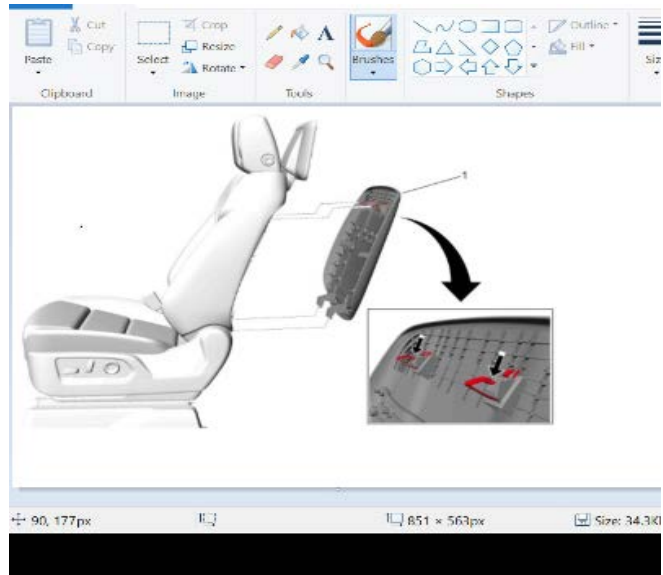 Paste
Cut
Copy
Clipboard
Select
Crop
Resize
Rotate
Image
Tools
A
Brushes
Shapes
Outline
Fill
Siz
1
90, 177px
851 × 563px
Size: 34.3K